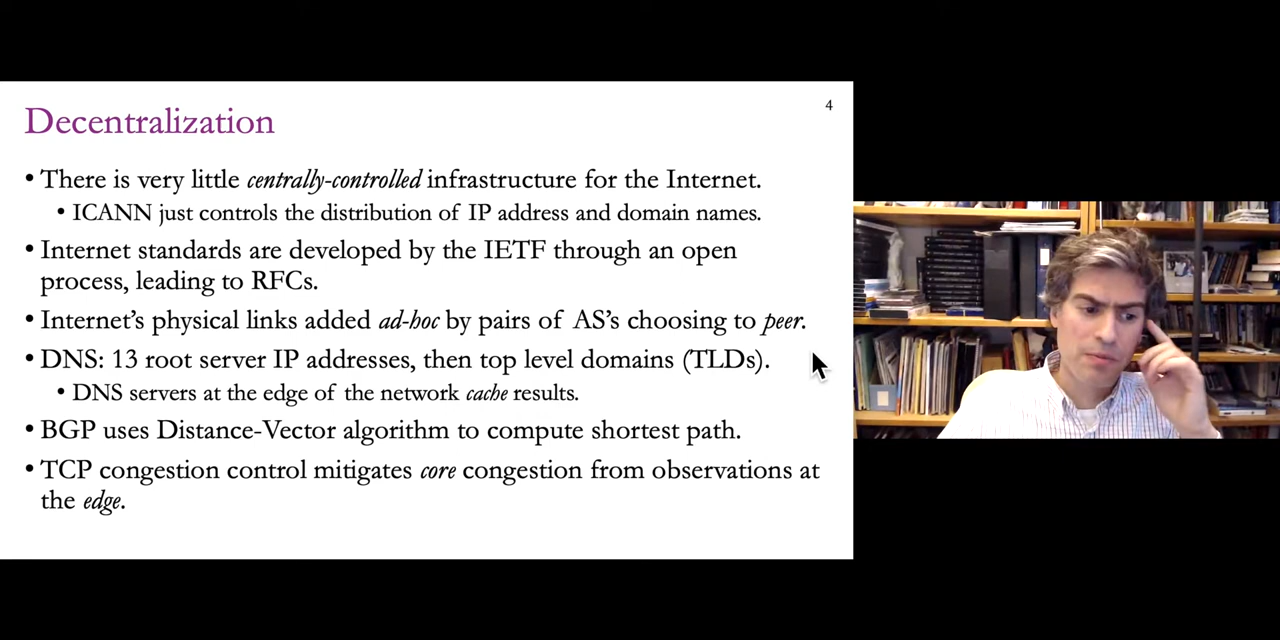 4
Decentralization
• There is very little centrally-controlled infrastructure for the Internet.
• ICANN just controls the distribution of IP address and domain names.
• Internet standards are developed by the IETF through an open
process, leading to RFCs.
• Internet’s physical links added ad-hoc by pairs of AS’s choosing to peer.
• DNS: 13 root server IP addresses, then top level domains (TLDs).
• DNS servers at the edge of the network cache results.
• BGP uses Distance-Vector algorithm to compute shortest path.
• TCP congestion control mitigates core congestion from observations at
the edge.